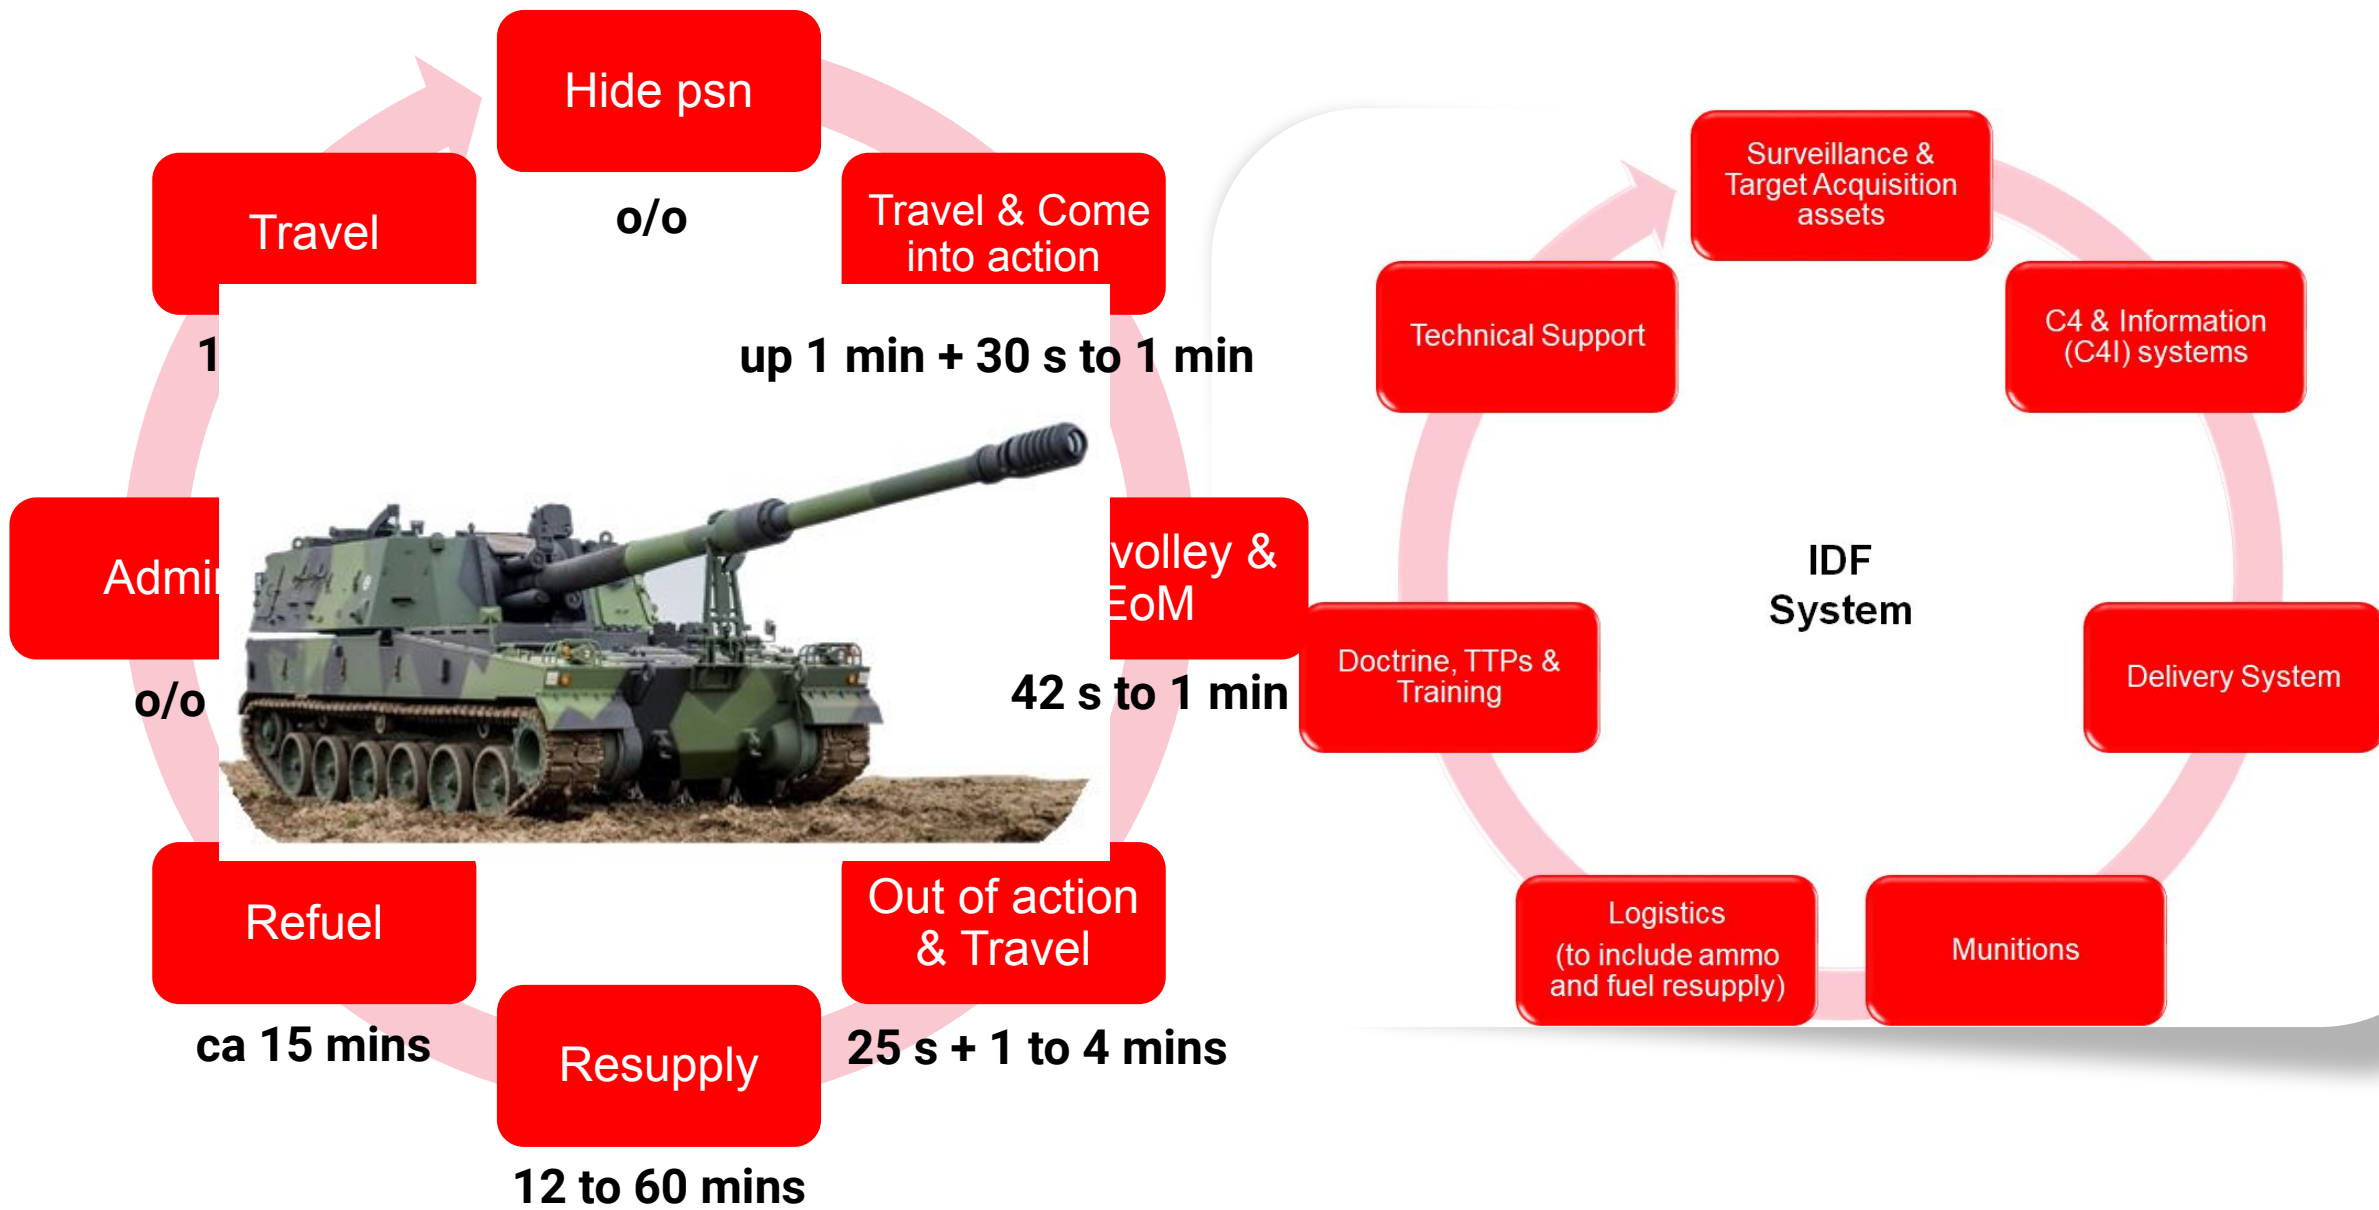 Hide psn
o/o
Travel & Come
into action
up 1 min + 30 s to 1 min
volley &
EoM
42 s to 1 min
Out of action
& Travel
25 s + 1 to 4 mins
Resupply
12 to 60 mins
Refuel
ca 15 mins
o/o
Travel
1
Surveillance &
Target Acquisition
assets
C4 & Information
(C4I) systems
Delivery System
Munitions
Logistics
(to include ammo
and fuel resupply)
Doctrine, TTPs &
Training
Technical Support
IDF
System